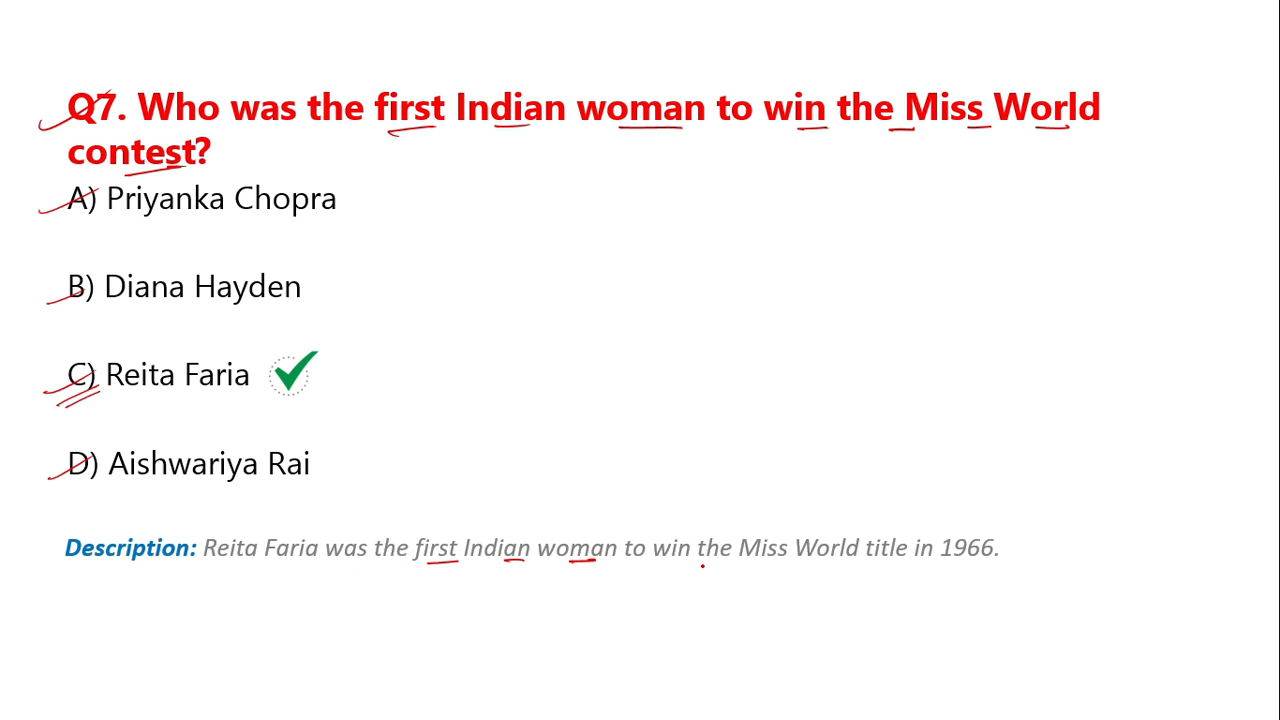 Q7. Who was the first Indian woman to win the Miss World
contest?
A) Priyanka Chopra
B) Diana Hayden
C) Reita Faria
D) Aishwariya Rai
Description: Reita Faria was the first Indian woman to win the Miss World title in 1966.